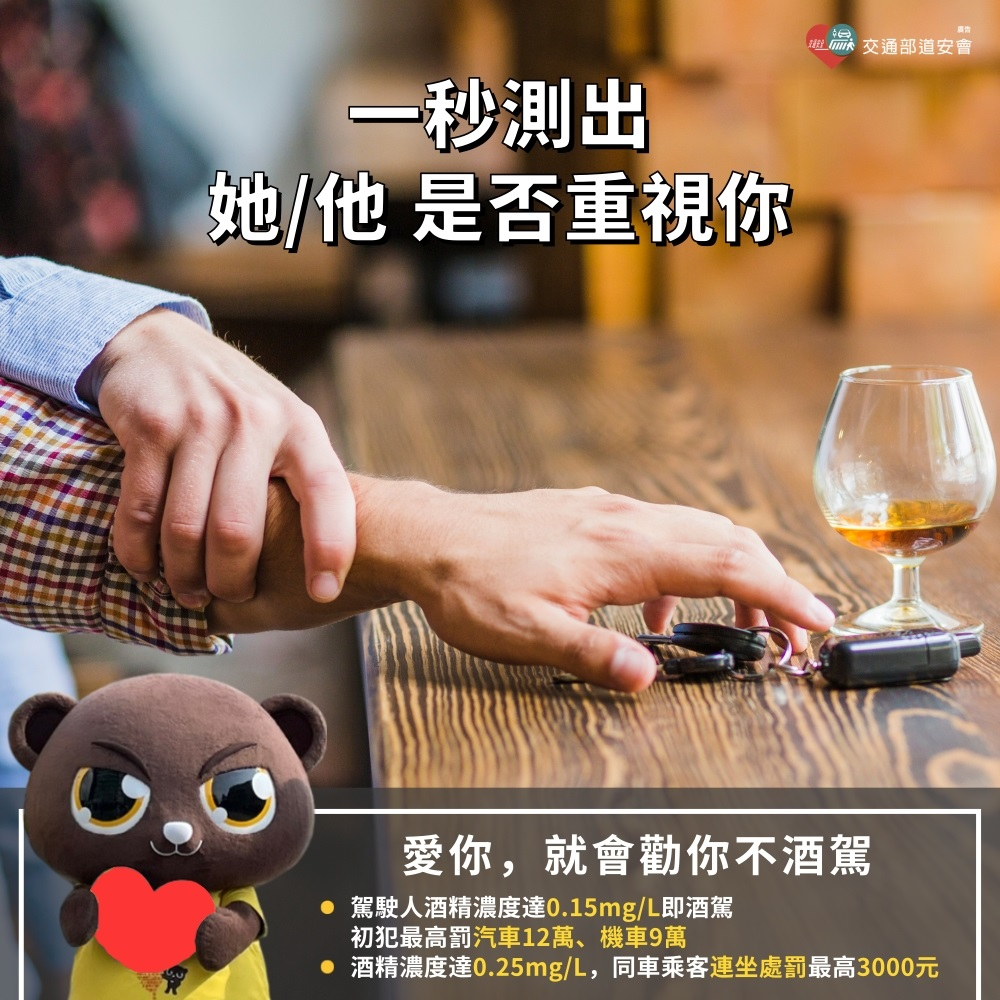 廣告
交通部道安會
一秒測出
她/他 是否重視你
愛你，就會勸你不酒駕
駕駛人酒精濃度達0.15mg/L即酒駕
初犯最高罰汽車12萬、機車9萬
酒精濃度達0.25mg/L，同車乘客連坐處罰最高3000元